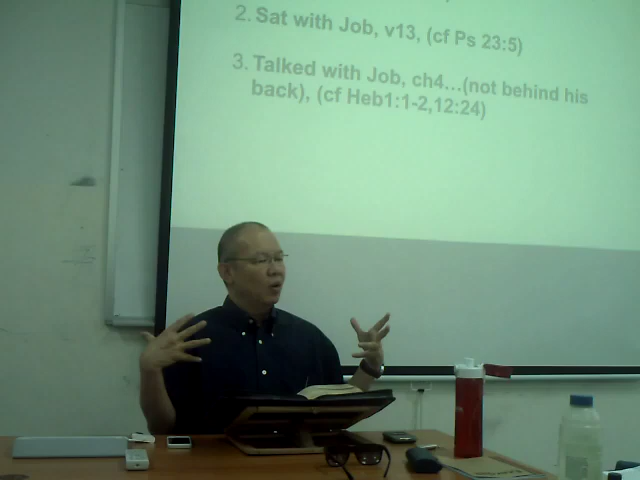 2. Sat with Job, v13, (cf Ps 23:5)
3. Talked with Job, ch4...(not behind his
back), (cf Heb1:1-2,12:24)